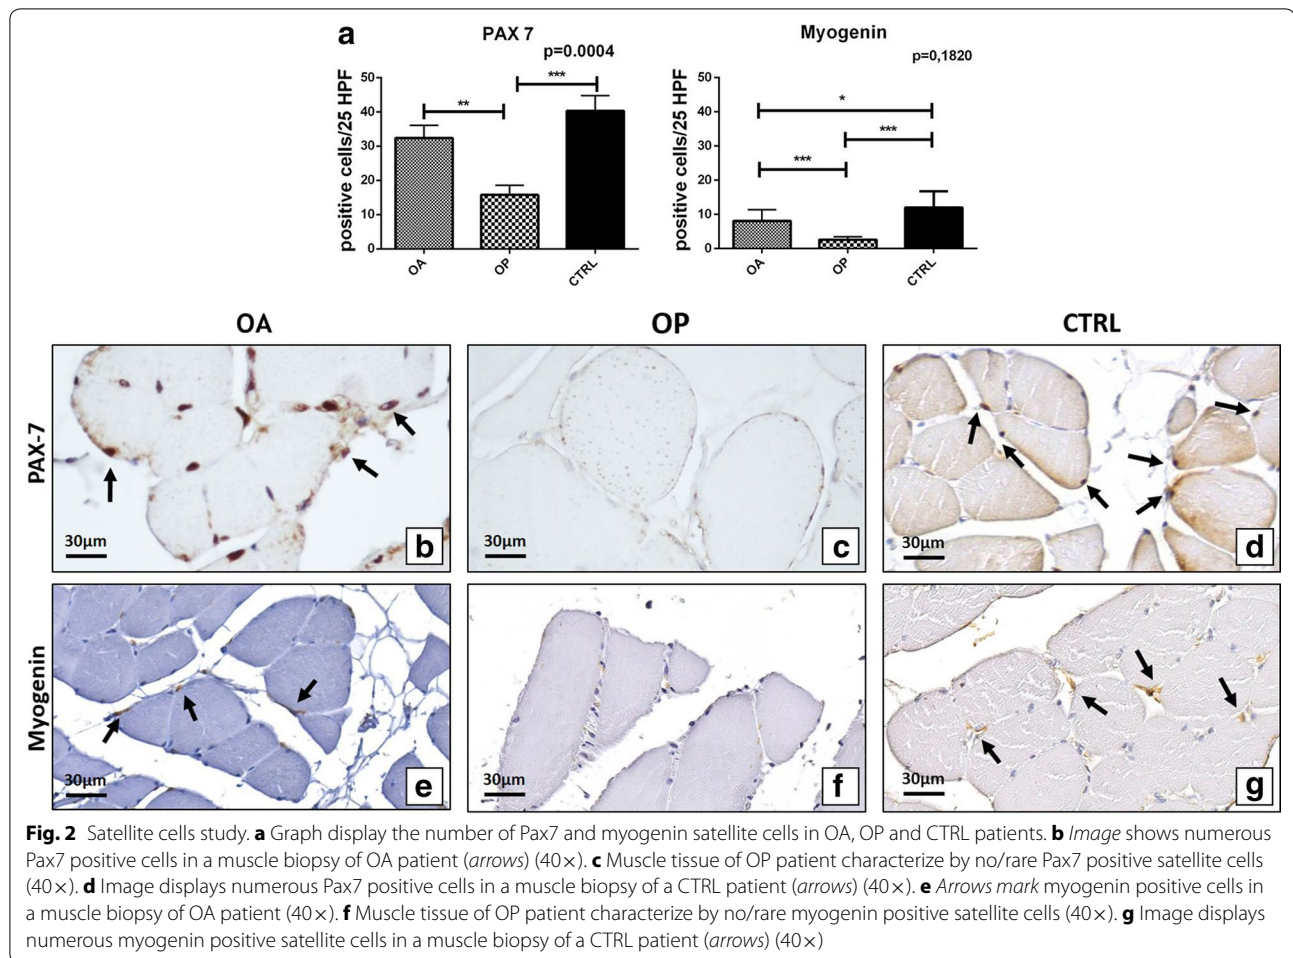 a
PAX 7
p=0.0004
positive cells/25 HPF
50
40
30
20
10
0
**
***
OA
OP
CTRL
Myogenin
p=0,1820
positive cells/25 HPF
50
40
30
20
10
0
*
***
***
OA
OP
CTRL
OA OP CTRL
PAX-7
30μm b
30μm c
30μm d
Myogenin
30μm e
30μm f
30μm g
Fig. 2 Satellite cells study. a Graph display the number of Pax7 and myogenin satellite cells in OA, OP and CTRL patients. b Image shows numerous
Pax7 positive cells in a muscle biopsy of OA patient (arrows) (40×). c Muscle tissue of OP patient characterize by no/rare Pax7 positive satellite cells
(40×). d Image displays numerous Pax7 positive cells in a muscle biopsy of a CTRL patient (arrows) (40×). e Arrows mark myogenin positive cells in
a muscle biopsy of OA patient (40×). f Muscle tissue of OP patient characterize by no/rare myogenin positive satellite cells (40×). g Image displays
numerous myogenin positive satellite cells in a muscle biopsy of a CTRL patient (arrows) (40×)